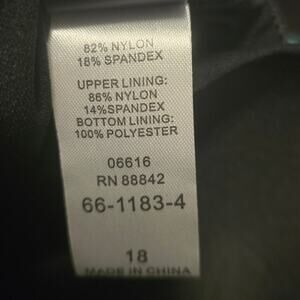 82% NYLON
18% SPANDEX
UPPER LINING:
86% NYLON
14%SPANDEX
BOTTOM LINING:
100% POLYESTER
06616
RN 88842
66-1183-4
18
MADE IN CHINA